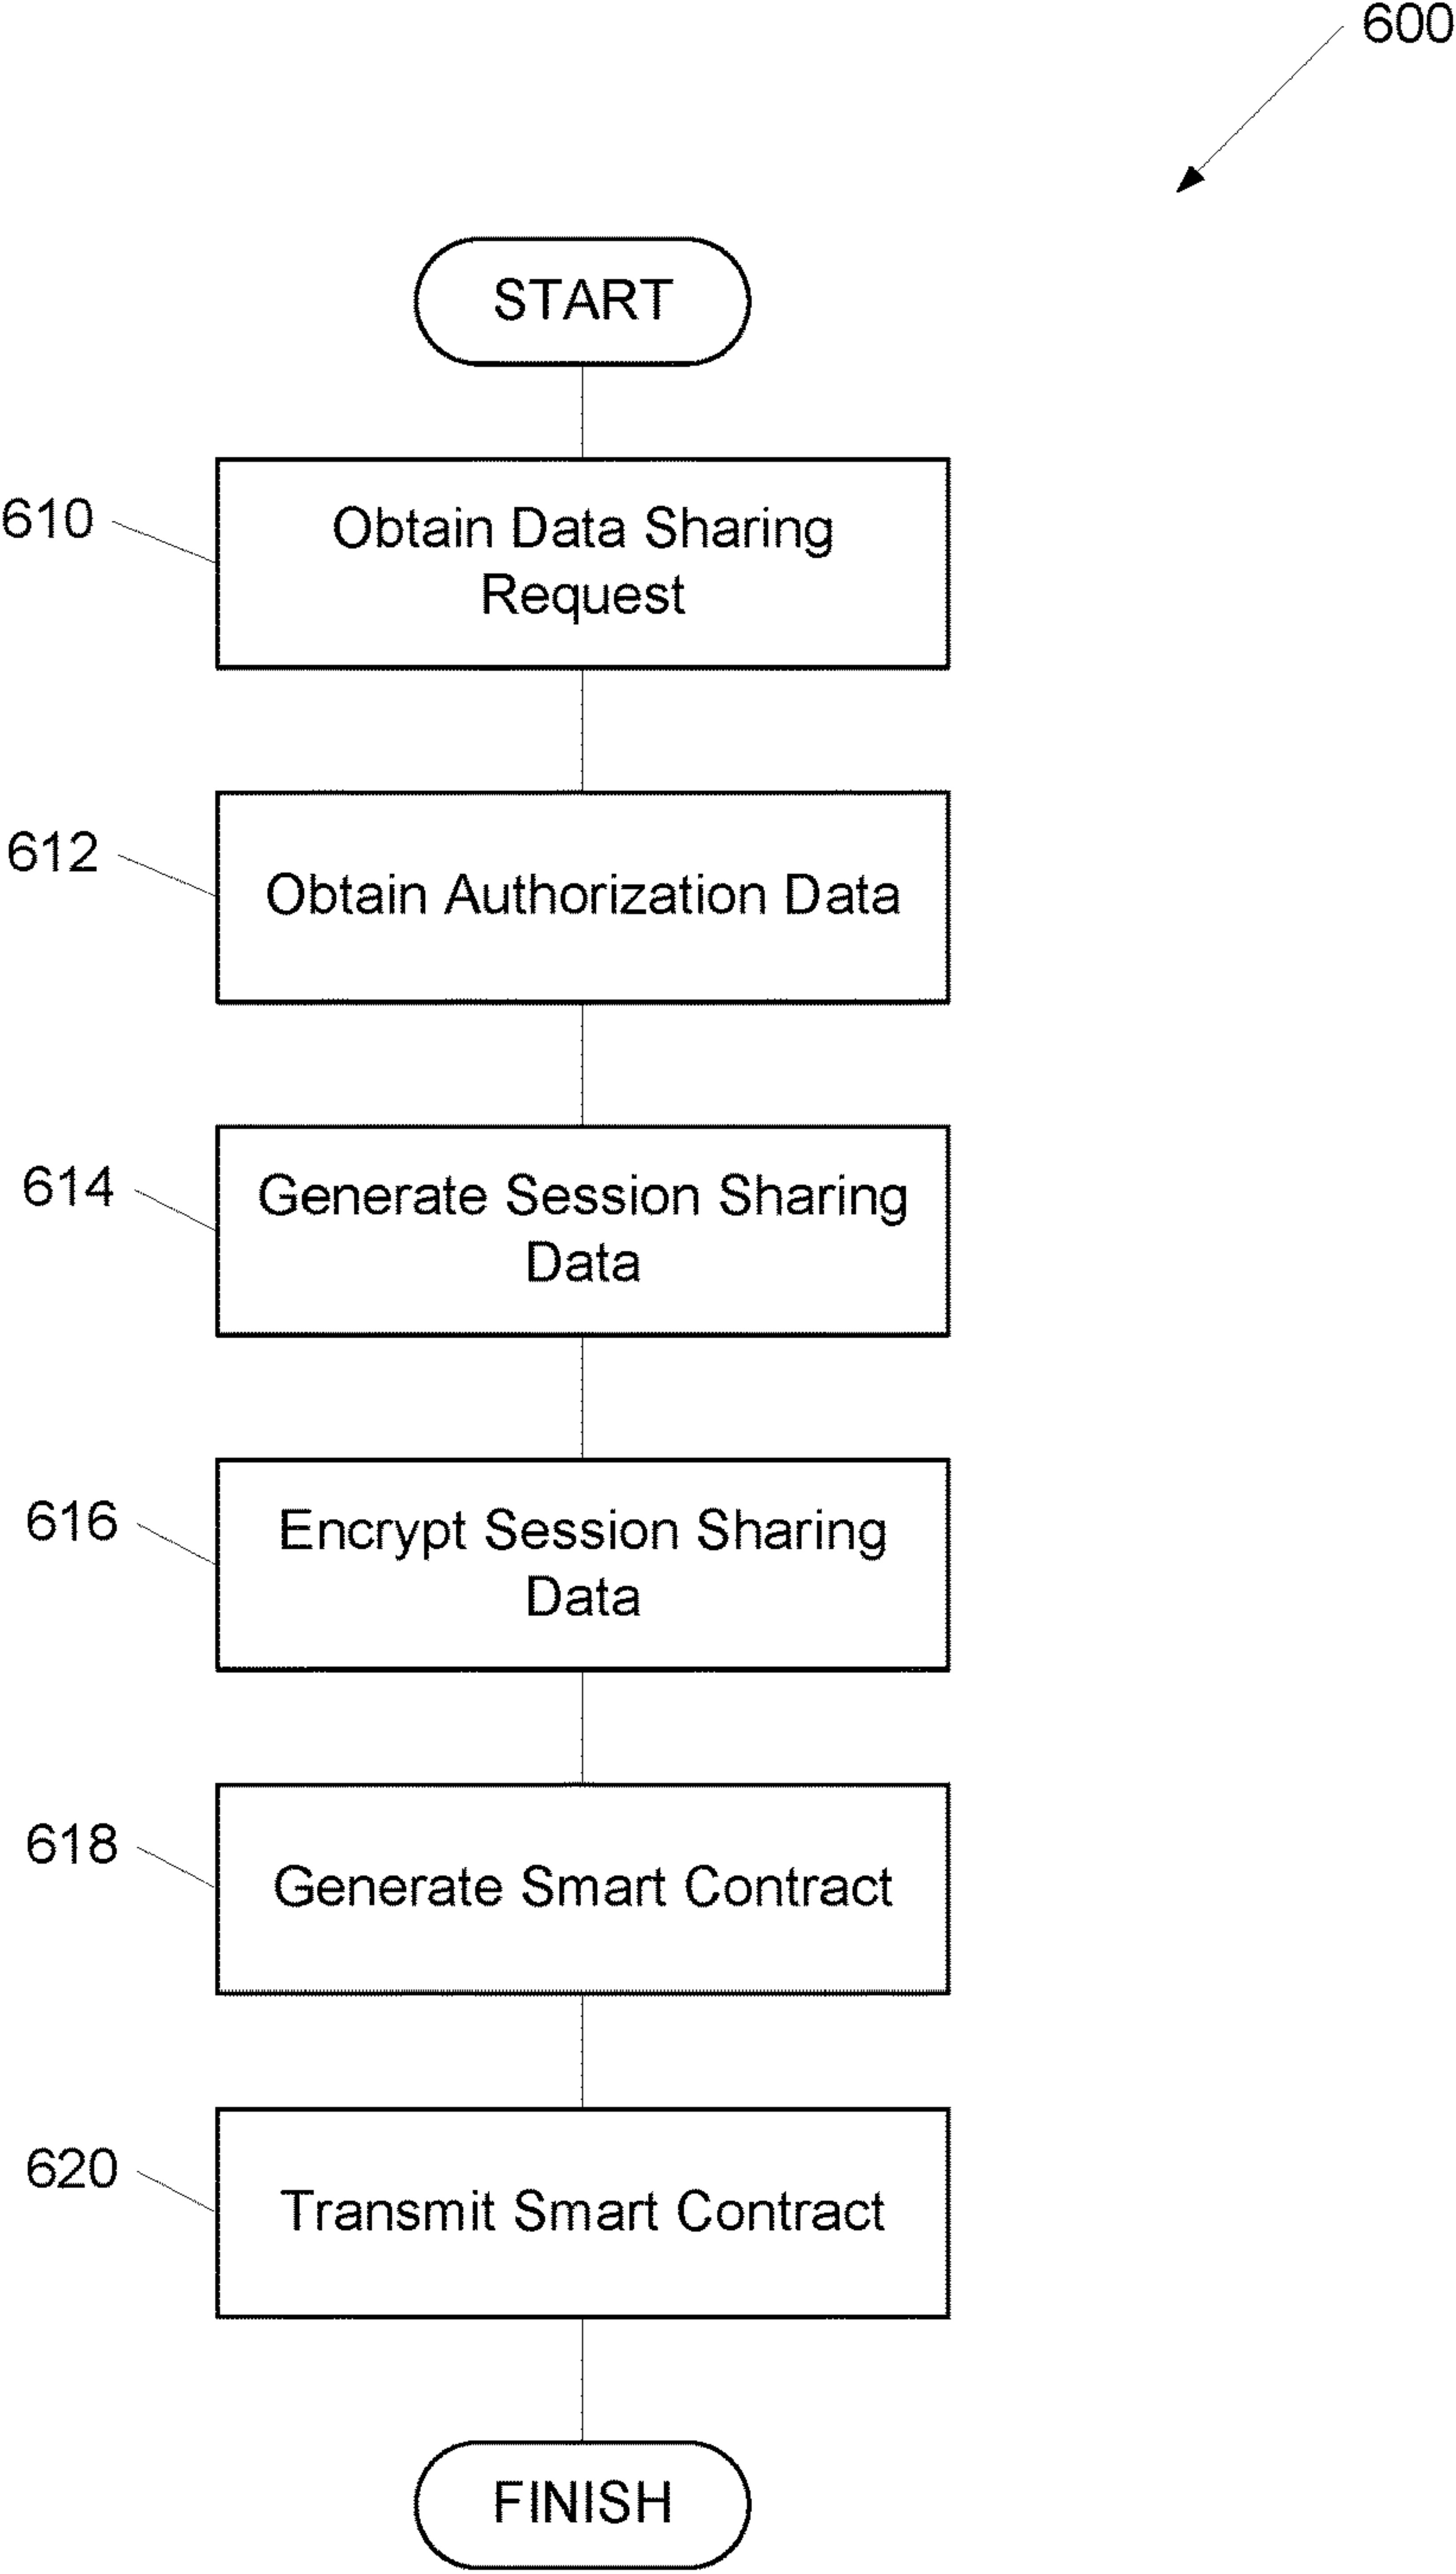 600
START
610
Obtain Data Sharing
Request
612
Obtain Authorization Data
614
Generate Session Sharing
Data
616
Encrypt Session Sharing
Data
618
Generate Smart Contract
620
Transmit Smart Contract
FINISH